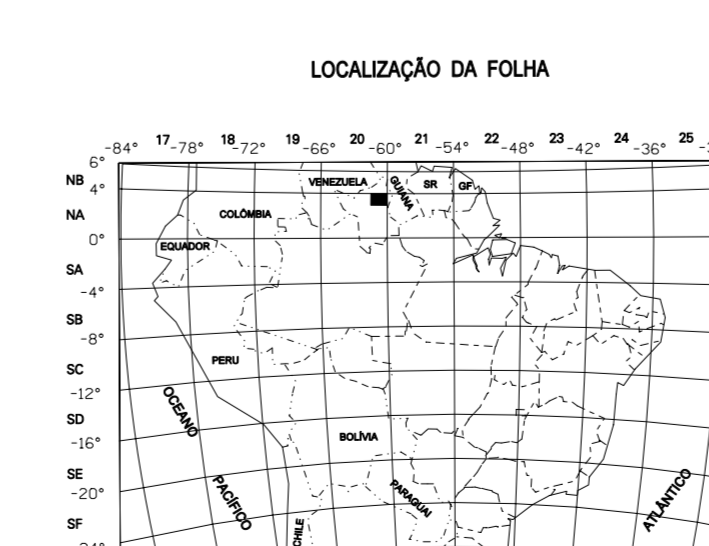 LOCALIZAÇÃO DA FOLHA
17 18 19 20 21 22 23 24 25
-84° -78° -72° -66° -60° -54° -48° -42° -36°
6°
NB
VENEZUELA
GUIANA
SR
GF
4°
NA
COLÔMBIA
0°
EQUADOR
SA
-4°
SB
-8°
PERU
SC
-12°
OCEANO
SD
BOLÍVIA
-16°
SE
PACÍFICO
PARAGUAI
ATLÂNTICO
-20°
SF
CHILE